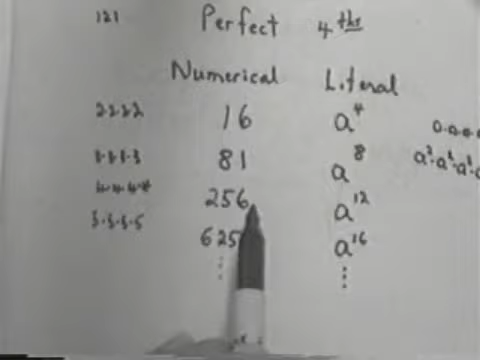 121 Perfect 4ths
Numerical Literal
2·2·2·2 16 a⁴
3·3·3·3 81 a⁸
4·4·4·4 256 a¹²
5·5·5·5 625 a¹⁶
⋮ ⋮